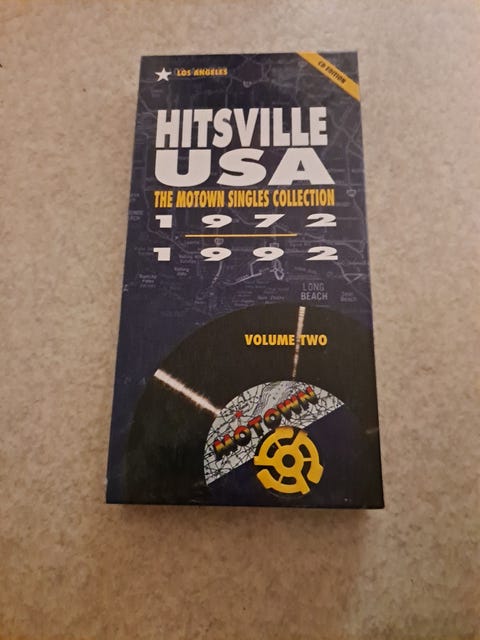 LOS ANGELES
CD EDITION
HITSVILLE
USA
THE MOTOWN SINGLES COLLECTION
1972
1992
LONG
BEACH
VOLUME TWO
MOTOWN